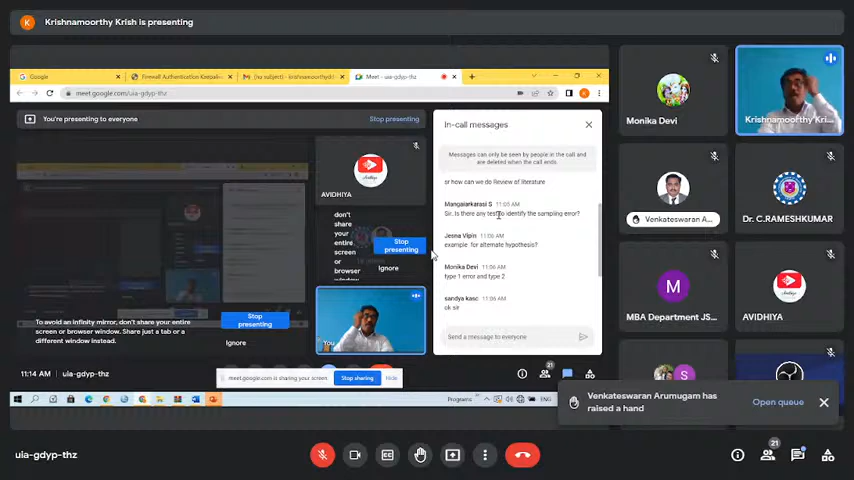 Krishnamoorthy Krish is presenting
Google
Firewall Authentication Keepaliv
(no subject) - krishnamoorthydr
Meet - uia-gdyp-thz
meet.google.com/uia-gdyp-thz
You're presenting to everyone
Stop presenting
AVIDHIYA
don't
share
your
entire
screen
or browser
window.
Stop
presenting
Ignore
To avoid an infinity mirror, don't share your entire
screen or browser window. Share just a tab or a
different window instead.
Stop
presenting
Ignore
You
11:14 AM
uia-gdyp-thz
21
meet.google.com is sharing your screen.
Stop sharing
Hide
Programs
ENG
In-call messages
Messages can only be seen by people in the call and
are deleted when the call ends.
or how can we do Review of literature
Mangaiarkarasi S 11:05 AM
Sir, Is there any test to identify the sampling error?
Jesna Vipin 11:06 AM
example for alternate hypothesis?
Monika Devi 11:06 AM
type 1 error and type 2
sandya kasc 11:06 AM
ok sir
Send a message to everyone
Monika Devi
Krishnamoorthy Kri...
Venkateswaran A...
Dr. C.RAMESHKUMAR
M
MBA Department JS...
AVIDHIYA
S
Venkateswaran Arumugam has
raised a hand
Open queue
uia-gdyp-thz
21